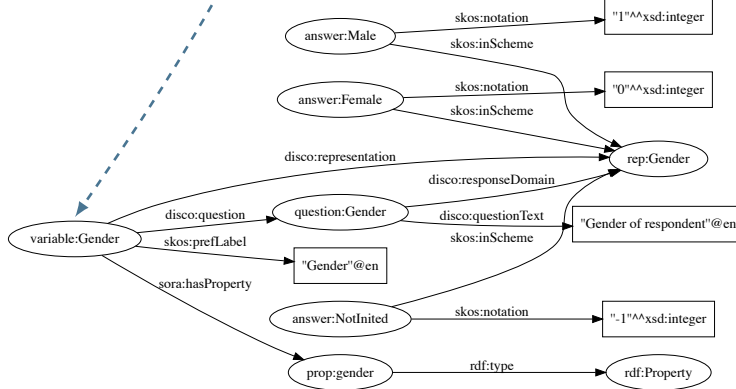 skos:notation
"1"^^xsd:integer
answer:Male
skos:inScheme
skos:notation
"0"^^xsd:integer
answer:Female
skos:inScheme
disco:representation
rep:Gender
disco:responseDomain
disco:question
question:Gender
disco:questionText
"Gender of respondent"@en
variable:Gender
skos:prefLabel
skos:inScheme
"Gender"@en
sora:hasProperty
answer:NotInited
skos:notation
"-1"^^xsd:integer
prop:gender
rdf:type
rdf:Property